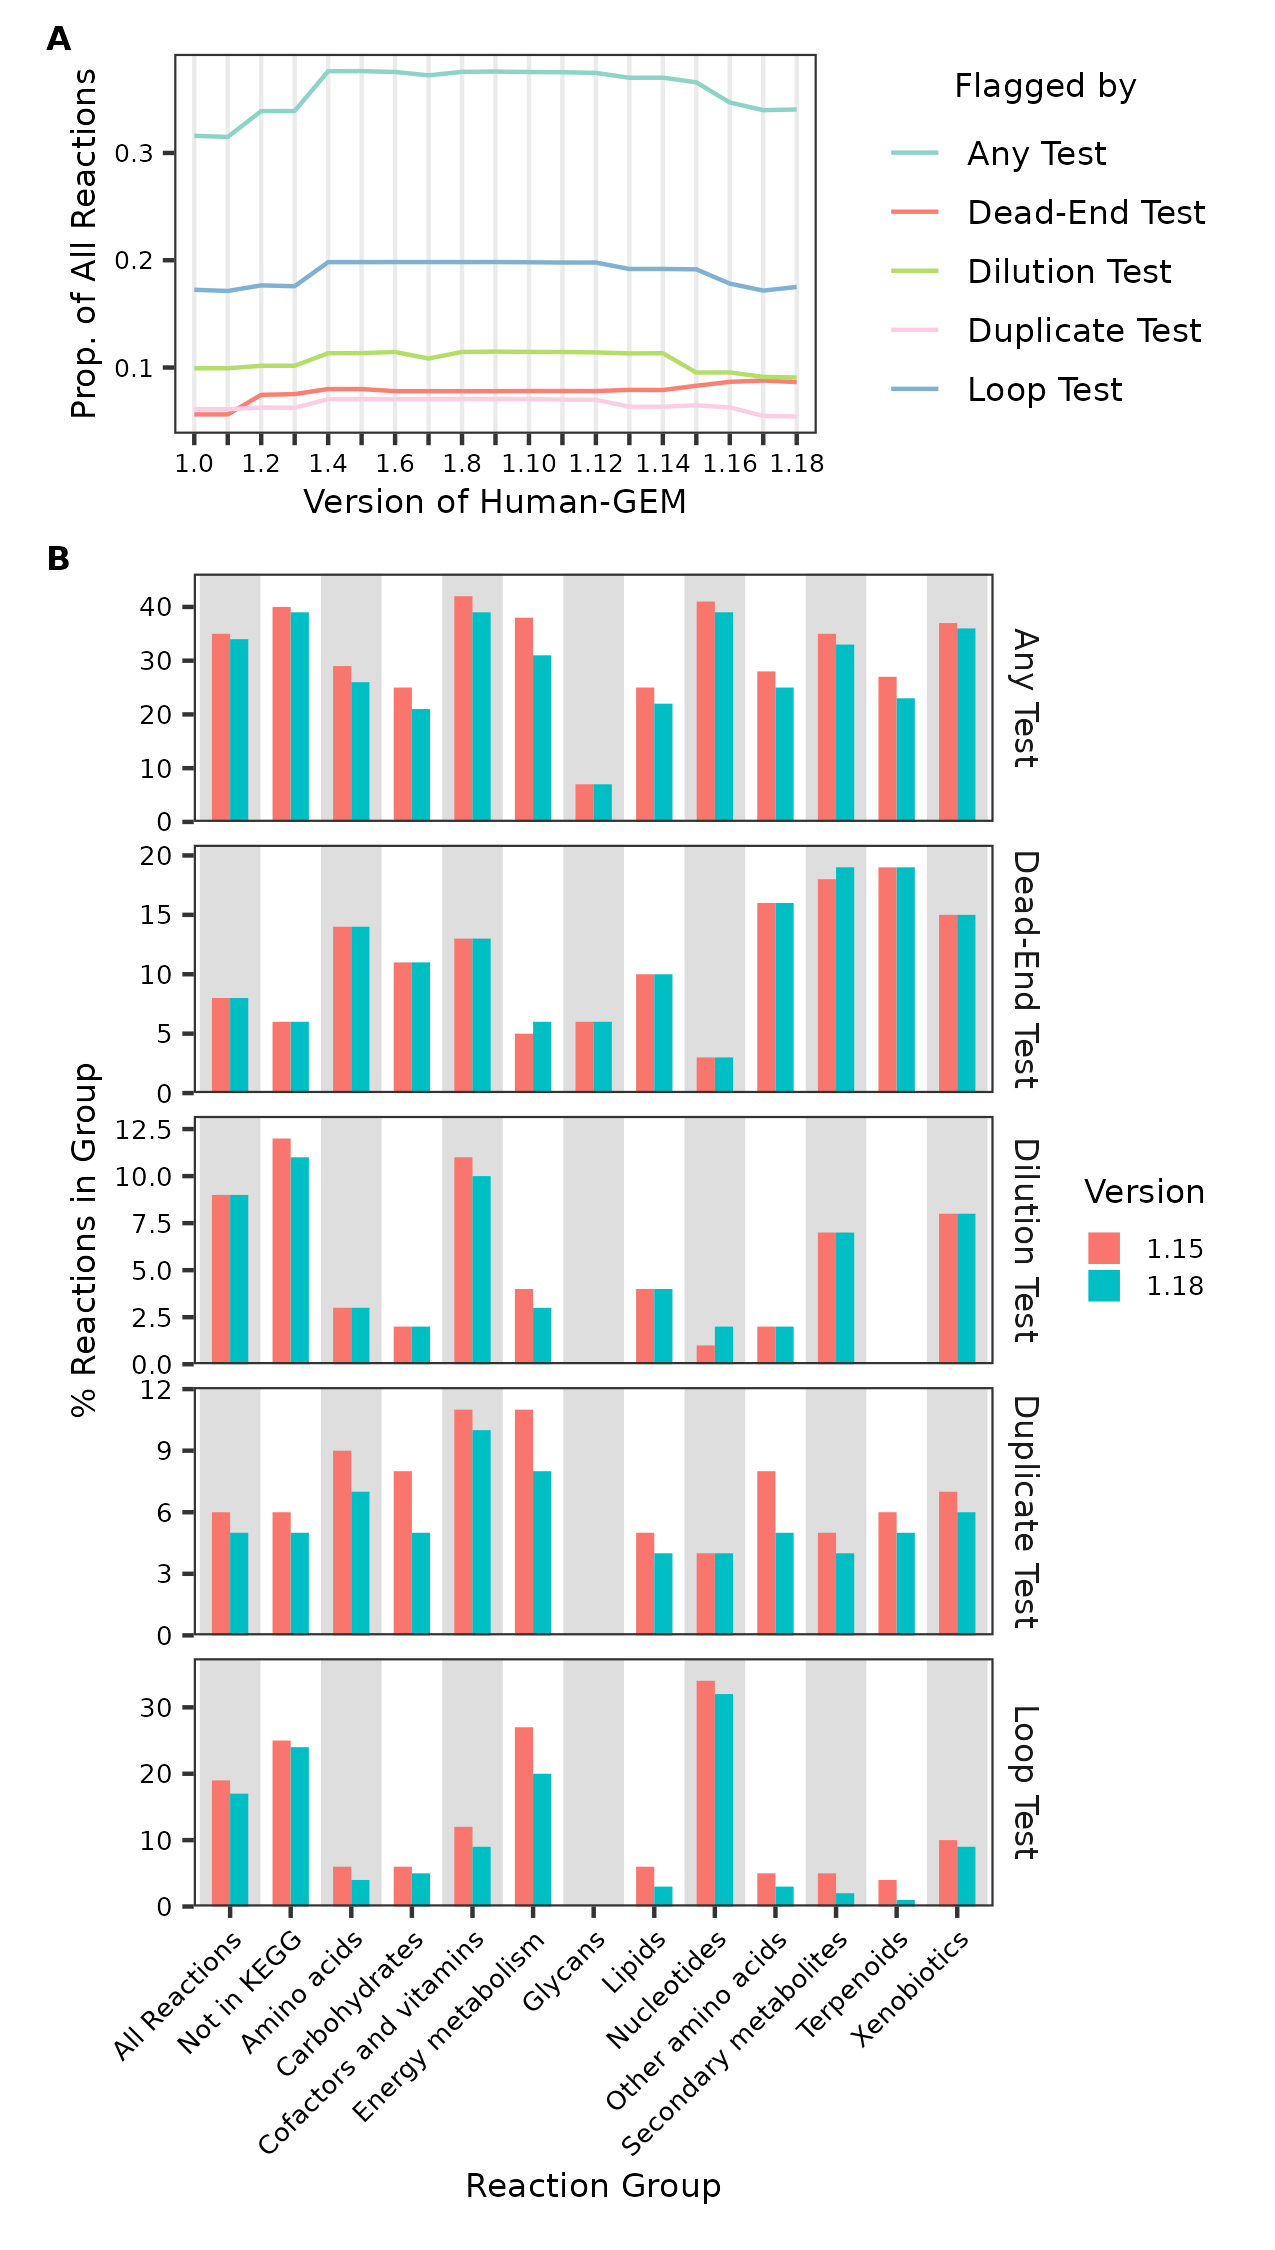 A
Prop. of All Reactions
0.3
0.2
0.1
1.0 1.2 1.4 1.6 1.8 1.10 1.12 1.14 1.16 1.18
Version of Human-GEM
Flagged by
Any Test
Dead-End Test
Dilution Test
Duplicate Test
Loop Test
B
% Reactions in Group
40
30
20
10
0
Any Test
20
15
10
5
0
Dead-End Test
12.5
10.0
7.5
5.0
2.5
0.0
Dilution Test
12
9
6
3
0
Duplicate Test
30
20
10
0
Loop Test
Version
1.15
1.18
All Reactions
Not in KEGG
Amino acids
Carbohydrates
Cofactors and vitamins
Energy metabolism
Glycans
Lipids
Nucleotides
Other amino acids
Secondary metabolites
Terpenoids
Xenobiotics
Reaction Group